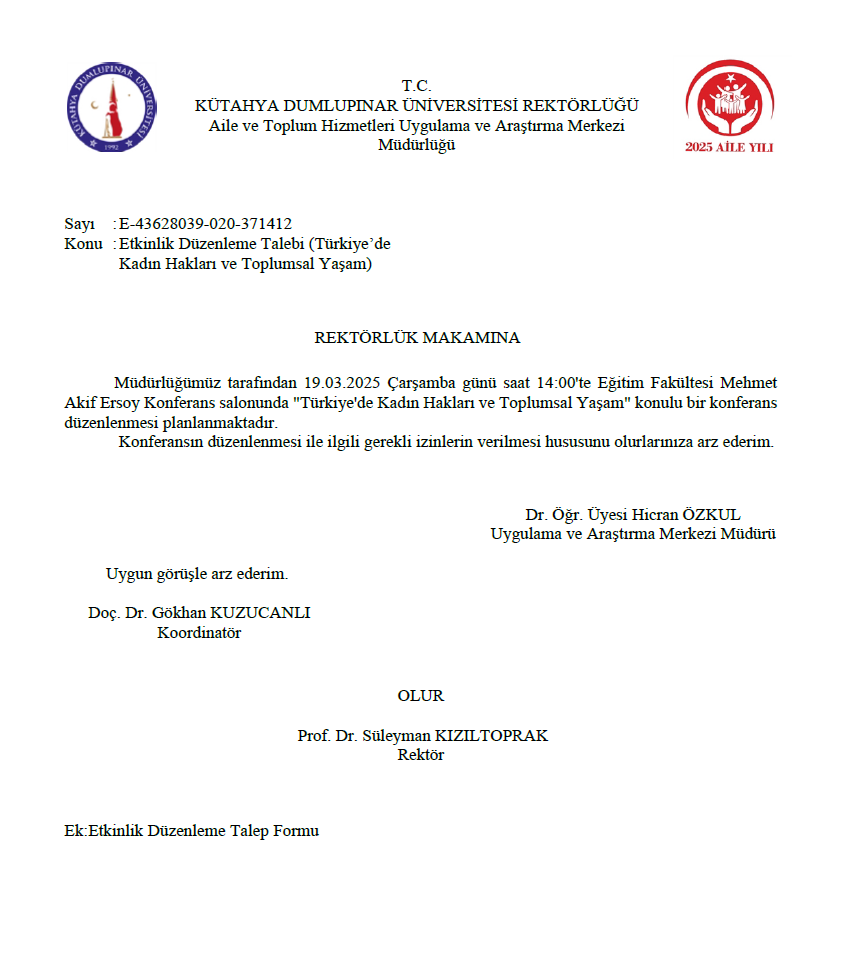 T.C.
KÜTAHYA DUMLUPINAR ÜNİVERSİTESİ REKTÖRLÜĞÜ
Aile ve Toplum Hizmetleri Uygulama ve Araştırma Merkezi
Müdürlüğü
KÜTAHYA DUMLUPINAR ÜNİVERSİTESİ
1992
2025 AİLE YILI
Sayı : E-43628039-020-371412
Konu : Etkinlik Düzenleme Talebi (Türkiye’de
Kadın Hakları ve Toplumsal Yaşam)
REKTÖRLÜK MAKAMINA
Müdürlüğümüz tarafından 19.03.2025 Çarşamba günü saat 14:00'te Eğitim Fakültesi Mehmet
Akif Ersoy Konferans salonunda "Türkiye'de Kadın Hakları ve Toplumsal Yaşam" konulu bir konferans
düzenlenmesi planlanmaktadır.
Konferansın düzenlenmesi ile ilgili gerekli izinlerin verilmesi hususunu olurlarınıza arz ederim.
Dr. Öğr. Üyesi Hicran ÖZKUL
Uygulama ve Araştırma Merkezi Müdürü
Uygun görüşle arz ederim.
Doç. Dr. Gökhan KUZUCANLI
Koordinatör
OLUR
Prof. Dr. Süleyman KIZILTOPRAK
Rektör
Ek:Etkinlik Düzenleme Talep Formu